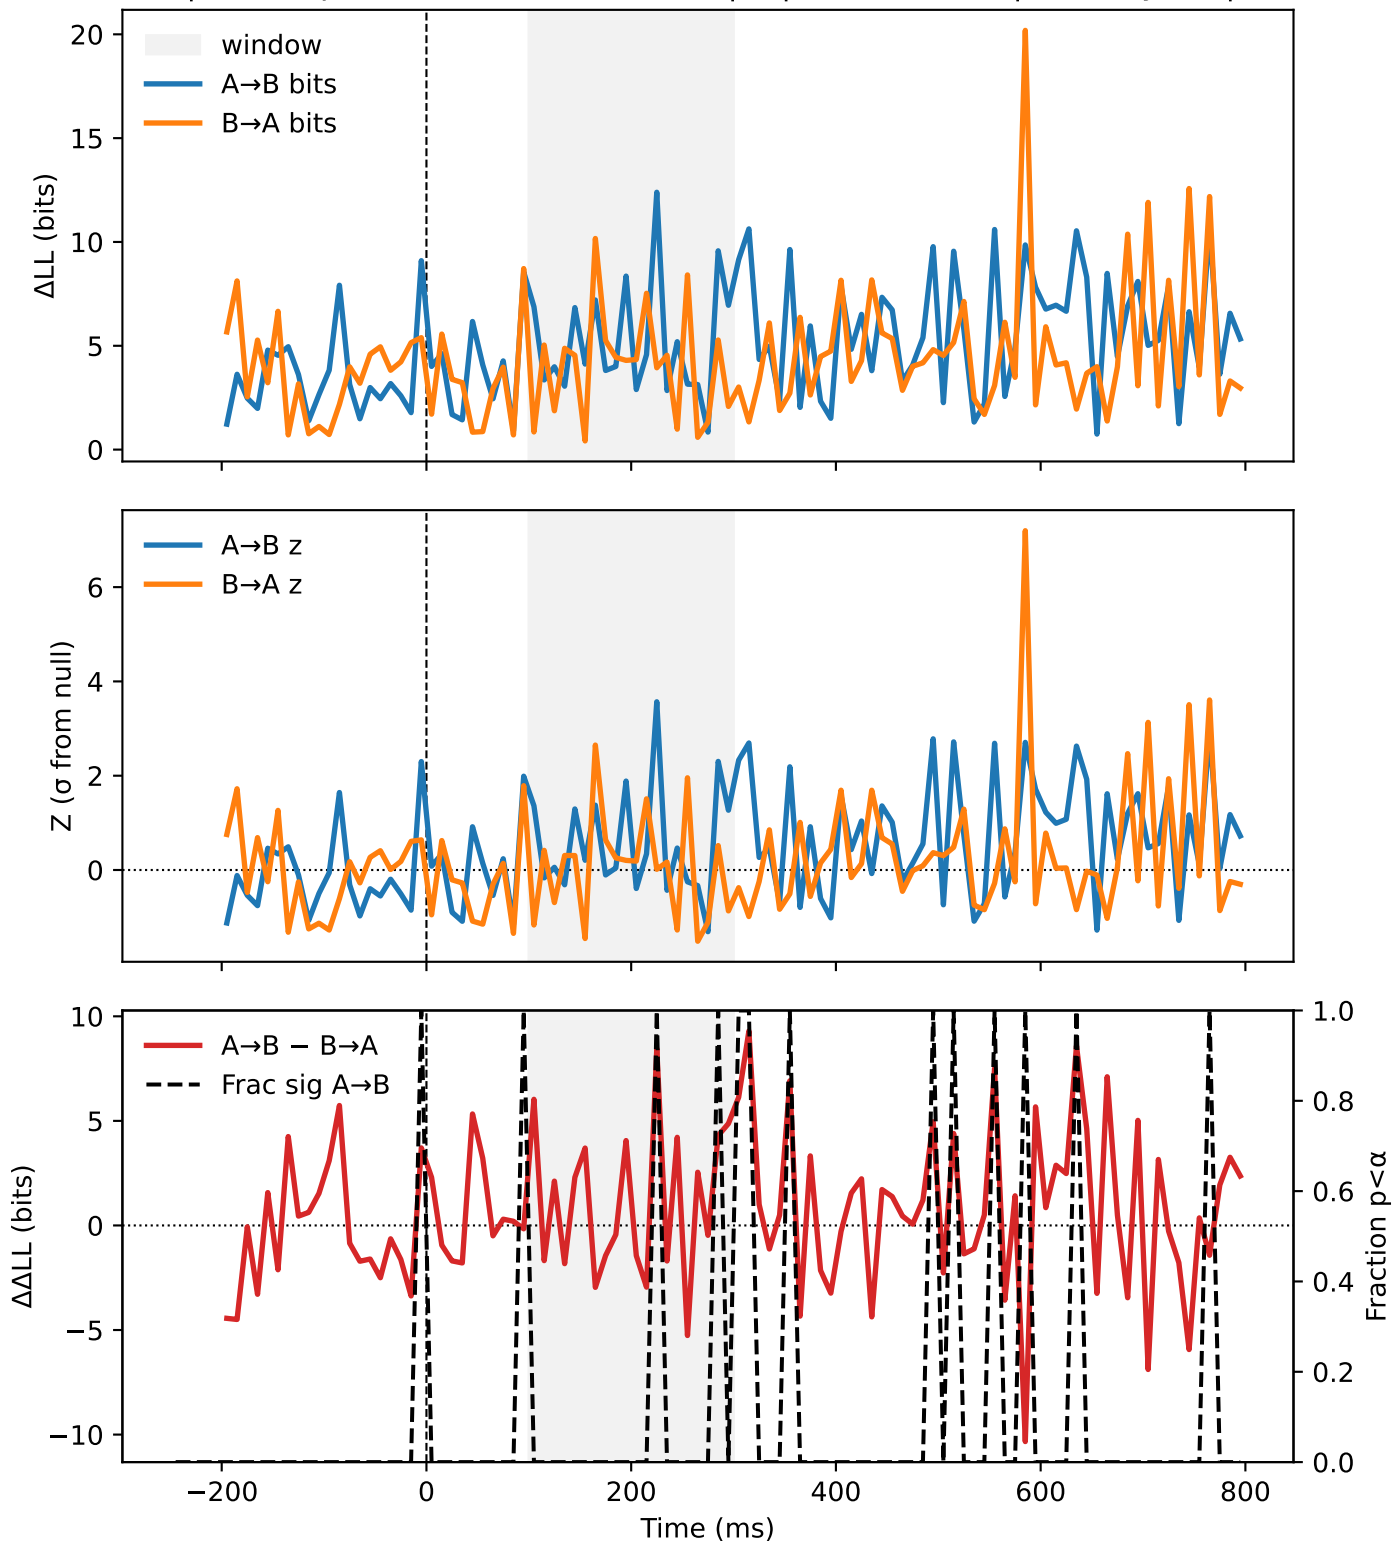 20
15
10
5
0
ΔLL (bits)
window
A→B bits
B→A bits
6
4
2
0
Z (σ from null)
A→B z
B→A z
10
5
0
−5
−10
ΔΔLL (bits)
A→B − B→A
Frac sig A→B
1.0
0.8
0.6
0.4
0.2
0.0
Fraction p<α
−200 0 200 400 600 800
Time (ms)